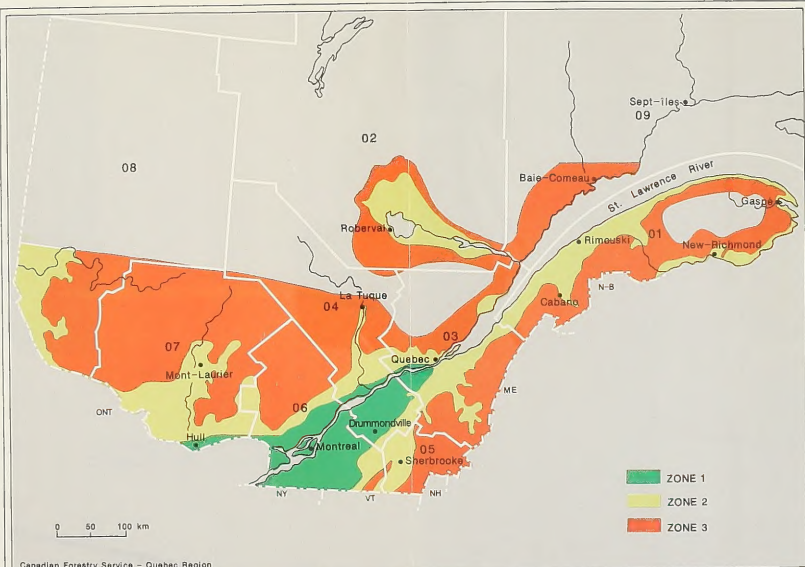 Sept-îles
09
02
08
Baie-Comeau
St. Lawrence River
Gaspé
Roberval
Rimouski
01
New-Richmond
La Tuque
04
Cabano
N-B
03
07
Mont-Laurier
Quebec
ME
ONT
06
Drummondville
Hull
Montreal
05
Sherbrooke
NY
VT
NH
ZONE 1
ZONE 2
ZONE 3
0 50 100 km
Canadian Forestry Service - Quebec Region